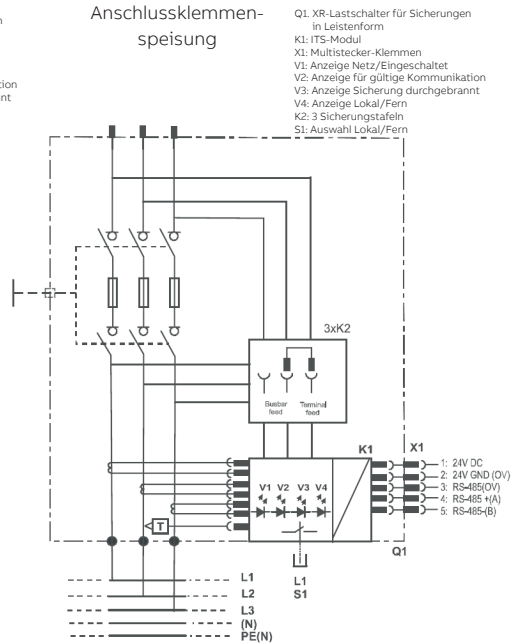 n
tion
nt
Anschlussklemmen-
speisung
Q1. XR-Lastschalter für Sicherungen
in Leistenform
K1: ITS-Modul
X1: Multistecker-Klemmen
V1: Anzeige Netz/Eingeschaltet
V2: Anzeige für gültige Kommunikation
V3: Anzeige Sicherung durchgebrannt
V4: Anzeige Lokal/Fern
K2: 3 Sicherungstafeln
S1: Auswahl Lokal/Fern
3xK2
Busbar feed
Terminal feed
K1
X1
V1 V2 V3 V4
1: 24V DC
2: 24V GND (OV)
3: RS-485(OV)
4: RS-485 +(A)
5: RS-485-(B)
T
Q1
L1
S1
L1
L2
L3
(N)
PE(N)